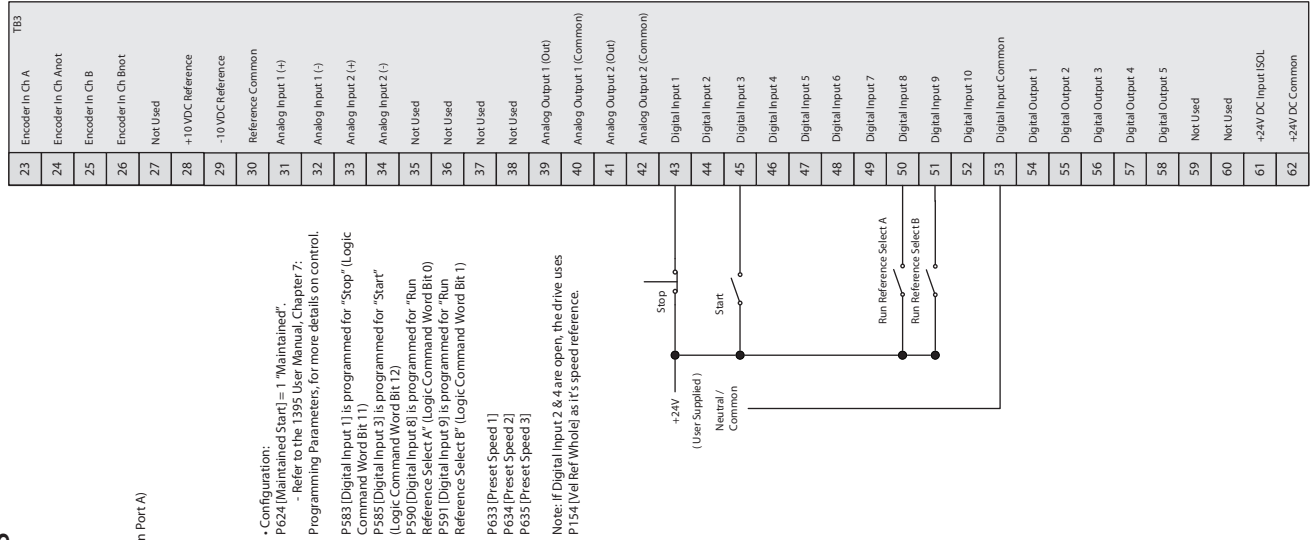 TB3
23 Encoder In Ch A
24 Encoder In Ch Anot
25 Encoder In Ch B
26 Encoder In Ch Bnot
27 Not Used
28 +10 VDC Reference
29 -10 VDC Reference
30 Reference Common
31 Analog Input 1 (+)
32 Analog Input 1 (-)
33 Analog Input 2 (+)
34 Analog Input 2 (-)
35 Not Used
36 Not Used
37 Not Used
38 Not Used
39 Analog Output 1 (Out)
40 Analog Output 1 (Common)
41 Analog Output 2 (Out)
42 Analog Output 2 (Common)
43 Digital Input 1
44 Digital Input 2
45 Digital Input 3
46 Digital Input 4
47 Digital Input 5
48 Digital Input 6
49 Digital Input 7
50 Digital Input 8
51 Digital Input 9
52 Digital Input 10
53 Digital Input Common
54 Digital Output 1
55 Digital Output 2
56 Digital Output 3
57 Digital Output 4
58 Digital Output 5
59 Not Used
60 Not Used
61 +24V DC Input ISOL
62 +24V DC Common
n Port A)
• Configuration:
P624 [Maintained Start] = 1 "Maintained".
- Refer to the 1395 User Manual, Chapter 7:
Programming Parameters, for more details on control.
P583 [Digital Input 1] is programmed for "Stop" (Logic
Command Word Bit 11)
P585 [Digital Input 3] is programmed for "Start"
(Logic Command Word Bit 12)
P590 [Digital Input 8] is programmed for "Run
Reference Select A" (Logic Command Word Bit 0)
P591 [Digital Input 9] is programmed for "Run
Reference Select B" (Logic Command Word Bit 1)
P633 [Preset Speed 1]
P634 [Preset Speed 2]
P635 [Preset Speed 3]
Note: If Digital Input 2 & 4 are open, the drive uses
P154 [Vel Ref Whole] as it's speed reference.
+24V
(User Supplied)
Neutral /
Common
Stop
Start
Run Reference Select A
Run Reference Select B